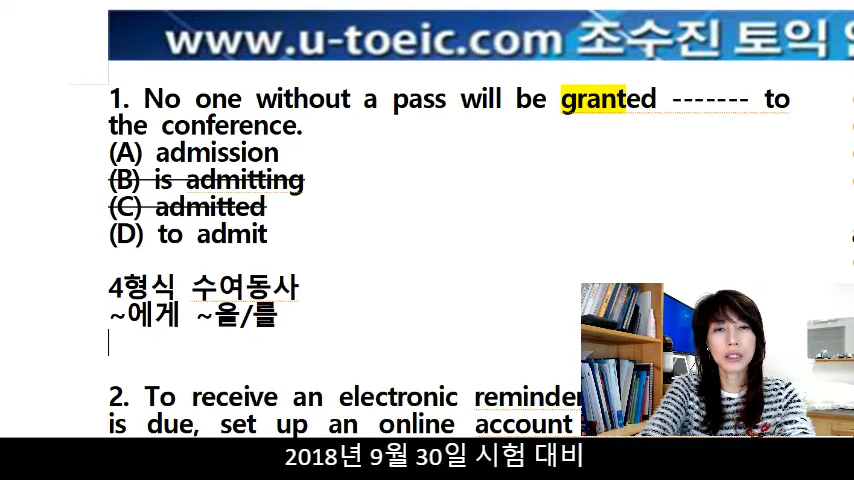 www.u-toeic.com 조수진 토익
1. No one without a pass will be granted ------- to
the conference.
(A) admission
(B) is admitting
(C) admitted
(D) to admit
4형식 수여동사
~에게 ~을/를
2. To receive an electronic reminder
is due, set up an online account
2018년 9월 30일 시험 대비